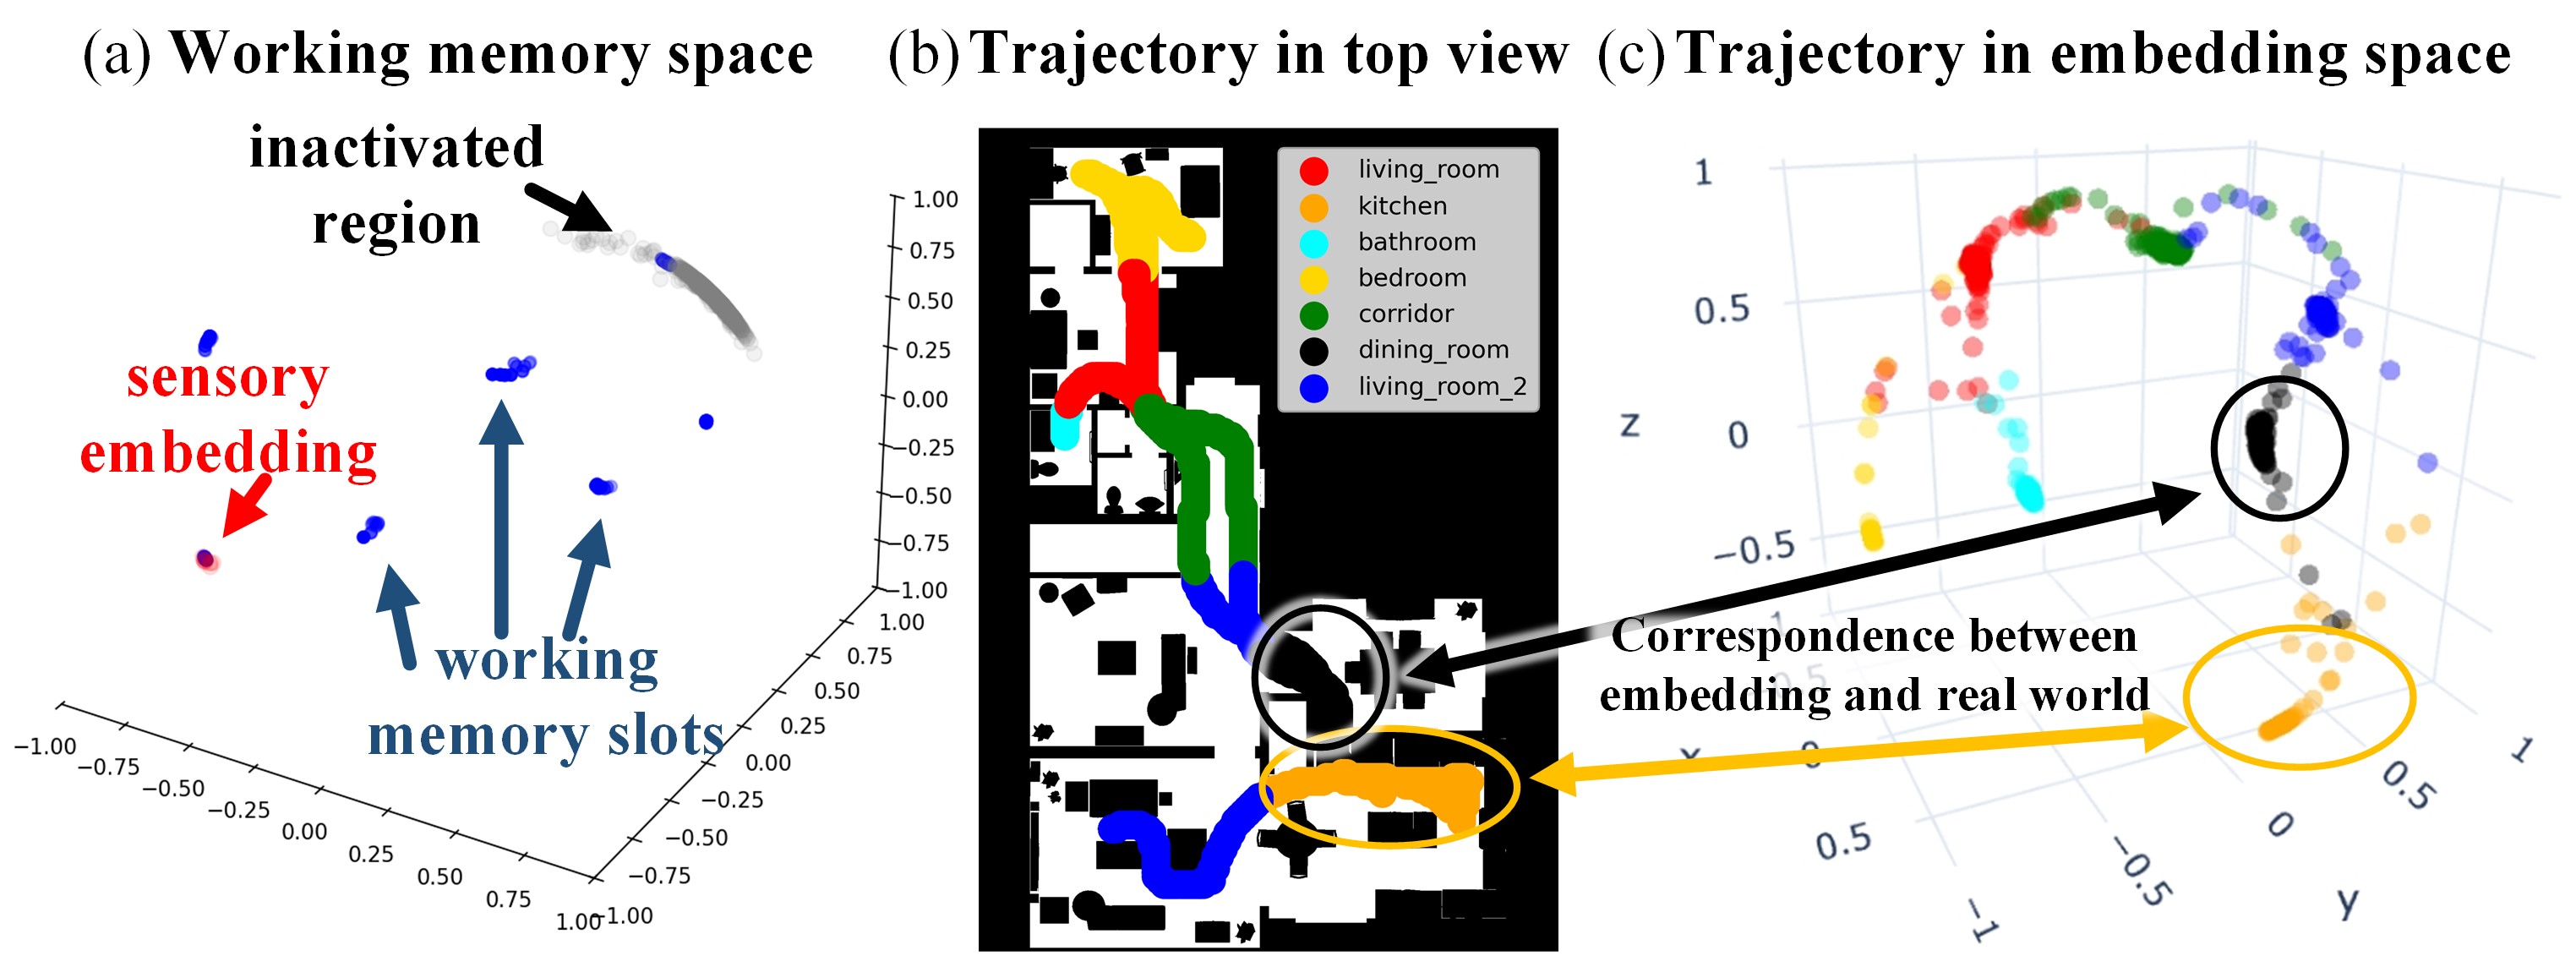 (a) Working memory space
inactivated
region
sensory
embedding
working
memory slots
1.00
0.75
0.50
0.25
0.00
−0.25
−0.50
−0.75
−1.00
1.00
0.75
0.50
0.25
0.00
−0.25
−0.50
−0.75
−1.00
−1.00
−0.75
−0.50
−0.25
0.00
0.25
0.50
0.75
1.00
(b) Trajectory in top view
living_room
kitchen
bathroom
bedroom
corridor
dining_room
living_room_2
(c) Trajectory in embedding space
1
0.5
z
0
−0.5
1
0.5
x
0
0.5
−1
−0.5
0
0.5
1
y
Correspondence between
embedding and real world